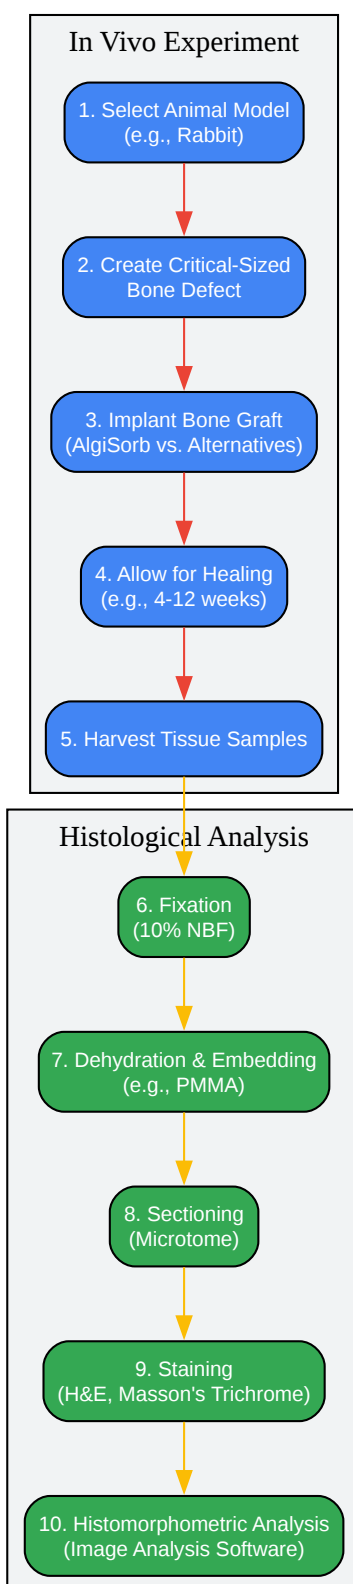 In Vivo Experiment
1. Select Animal Model
(e.g., Rabbit)
2. Create Critical-Sized
Bone Defect
3. Implant Bone Graft
(AlgiSorb vs. Alternatives)
4. Allow for Healing
(e.g., 4-12 weeks)
5. Harvest Tissue Samples
Histological Analysis
6. Fixation
(10% NBF)
7. Dehydration & Embedding
(e.g., PMMA)
8. Sectioning
(Microtome)
9. Staining
(H&E, Masson's Trichrome)
10. Histomorphometric Analysis
(Image Analysis Software)